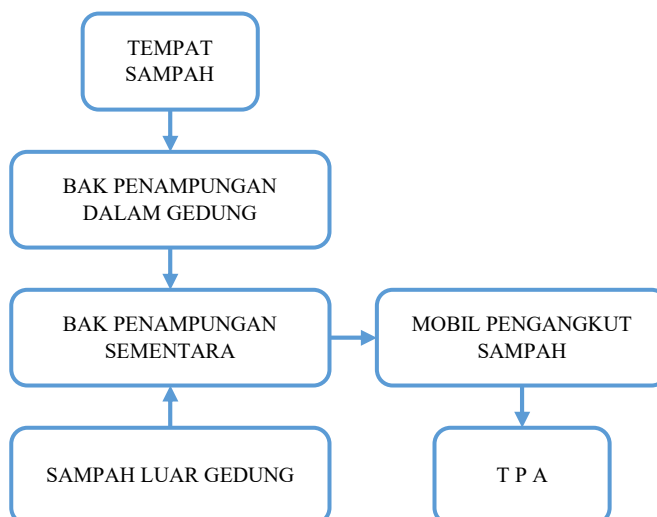 TEMPAT
SAMPAH
BAK PENAMPUNGAN
DALAM GEDUNG
BAK PENAMPUNGAN
SEMENTARA
MOBIL PENGANGKUT
SAMPAH
SAMPAH LUAR GEDUNG
T P A